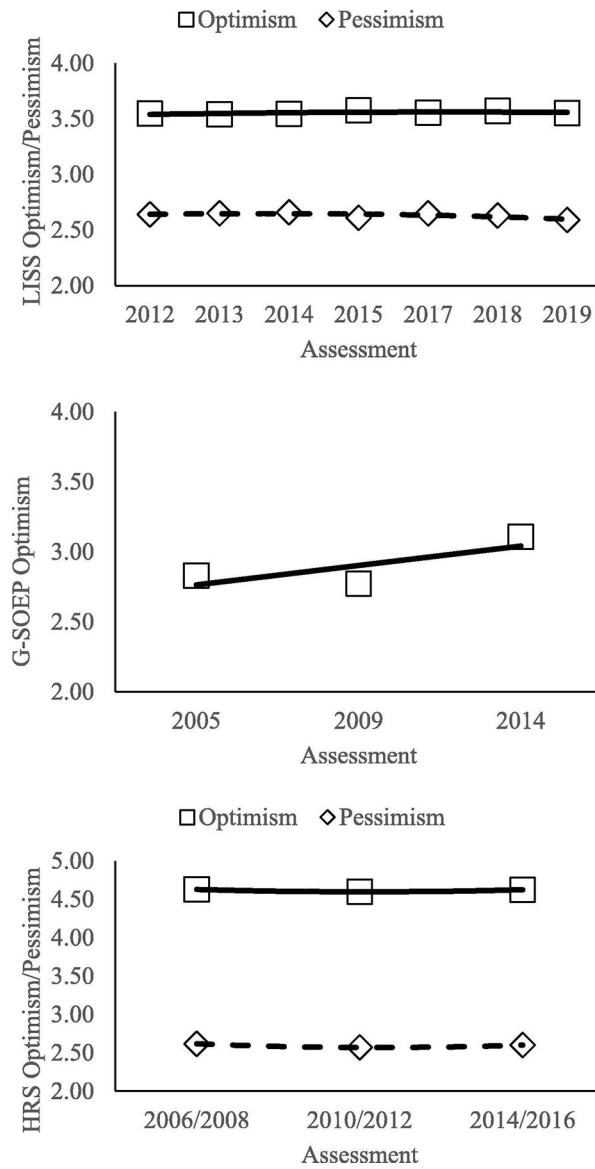 Optimism Pessimism
4.00
3.50
3.00
2.50
2.00
LISS Optimism/Pessimism
2012 2013 2014 2015 2017 2018 2019
Assessment
4.00
3.50
3.00
2.50
2.00
G-SOEP Optimism
2005 2009 2014
Assessment
Optimism Pessimism
5.00
4.50
4.00
3.50
3.00
2.50
2.00
HRS Optimism/Pessimism
2006/2008 2010/2012 2014/2016
Assessment